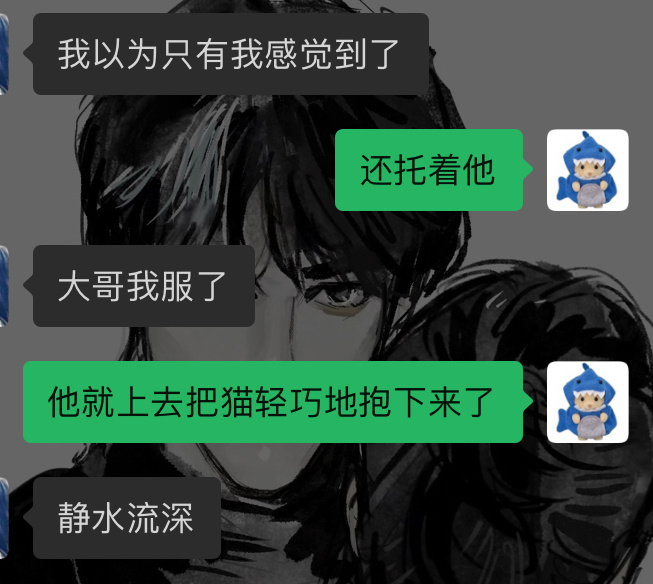 我以为只有我感觉到了
还托着他
大哥我服了
他就上去把猫轻巧地抱下来了
静水流深